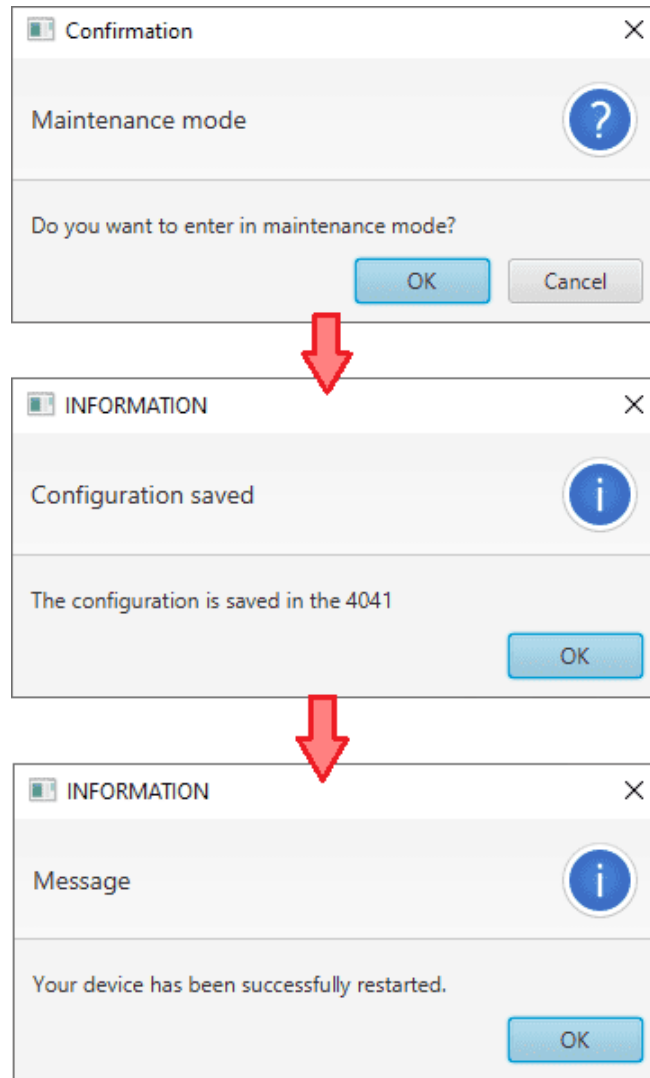 Confirmation
Maintenance mode
?
Do you want to enter in maintenance mode?
OK Cancel
INFORMATION
Configuration saved
i
The configuration is saved in the 4041
OK
INFORMATION
Message
i
Your device has been successfully restarted.
OK